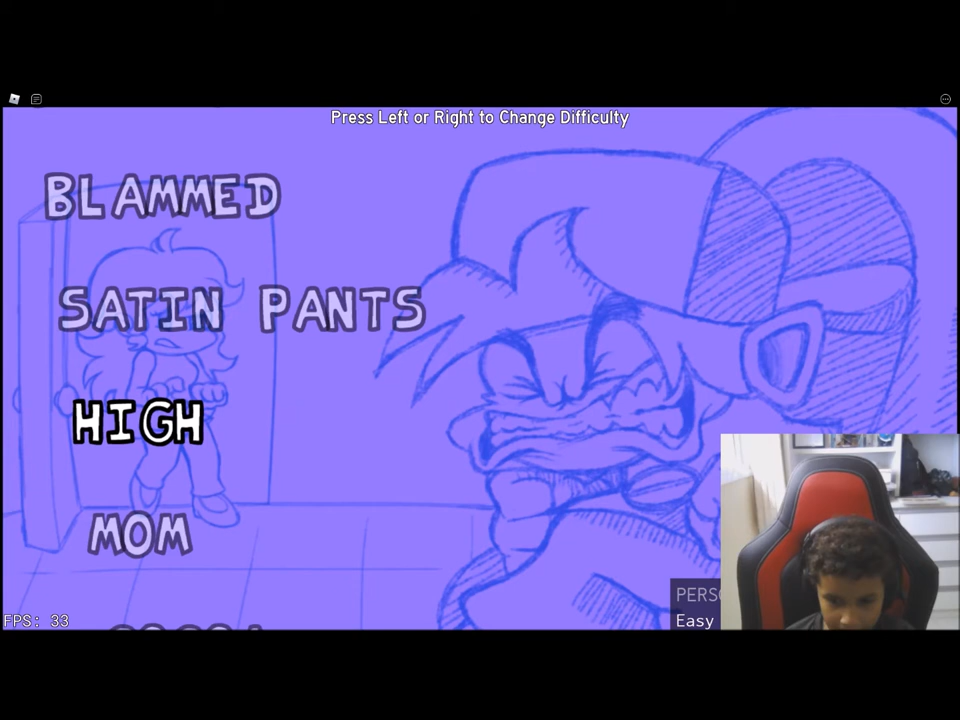 Press Left or Right to Change Difficulty
BLAMMED
SATIN PANTS
HIGH
MOM
FPS: 33
Easy